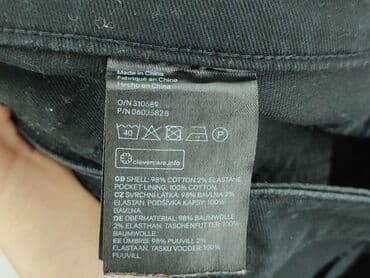 Made in China
Fabriqué en Chine
Hecho en China
O/N 310689
P/N 0603582 8
40 P
clevercare.info
GB SHELL: 98% COTTON 2% ELASTANE
POCKET LINING: 100% COTTON
CZ SVRCHNÍ LÁTKA: 98% BAVLNA 2%
ELASTAN. PODŠÍVKA KAPSY: 100%
BAVLNA.
DE OBERMATERIAL: 98% BAUMWOLLE
2% ELASTHAN. TASCHENFUTTER: 100%
BAUMWOLLE.
EE ÜMBRIS: 98% PUUVILL 2%
ELASTAAN. TASKU VOODER: 100%
PUUVILL